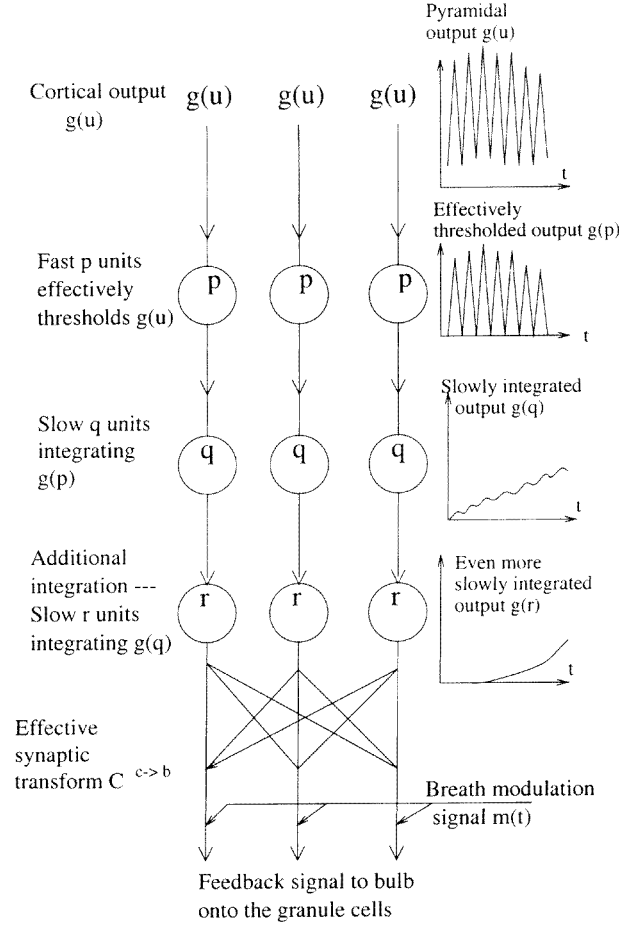 Pyramidal
output g(u)
Cortical output
g(u)
g(u)
g(u)
g(u)
t
Effectively
thresholded output g(p)
Fast p units
effectively
thresholds g(u)
p
p
p
t
Slowly integrated
output g(q)
Slow q units
integrating
g(p)
q
q
q
t
Additional
integration ---
Slow r units
integrating g(q)
r
r
r
Even more
slowly integrated
output g(r)
t
Effective
synaptic
transform C c-> b
Breath modulation
signal m(t)
Feedback signal to bulb
onto the granule cells